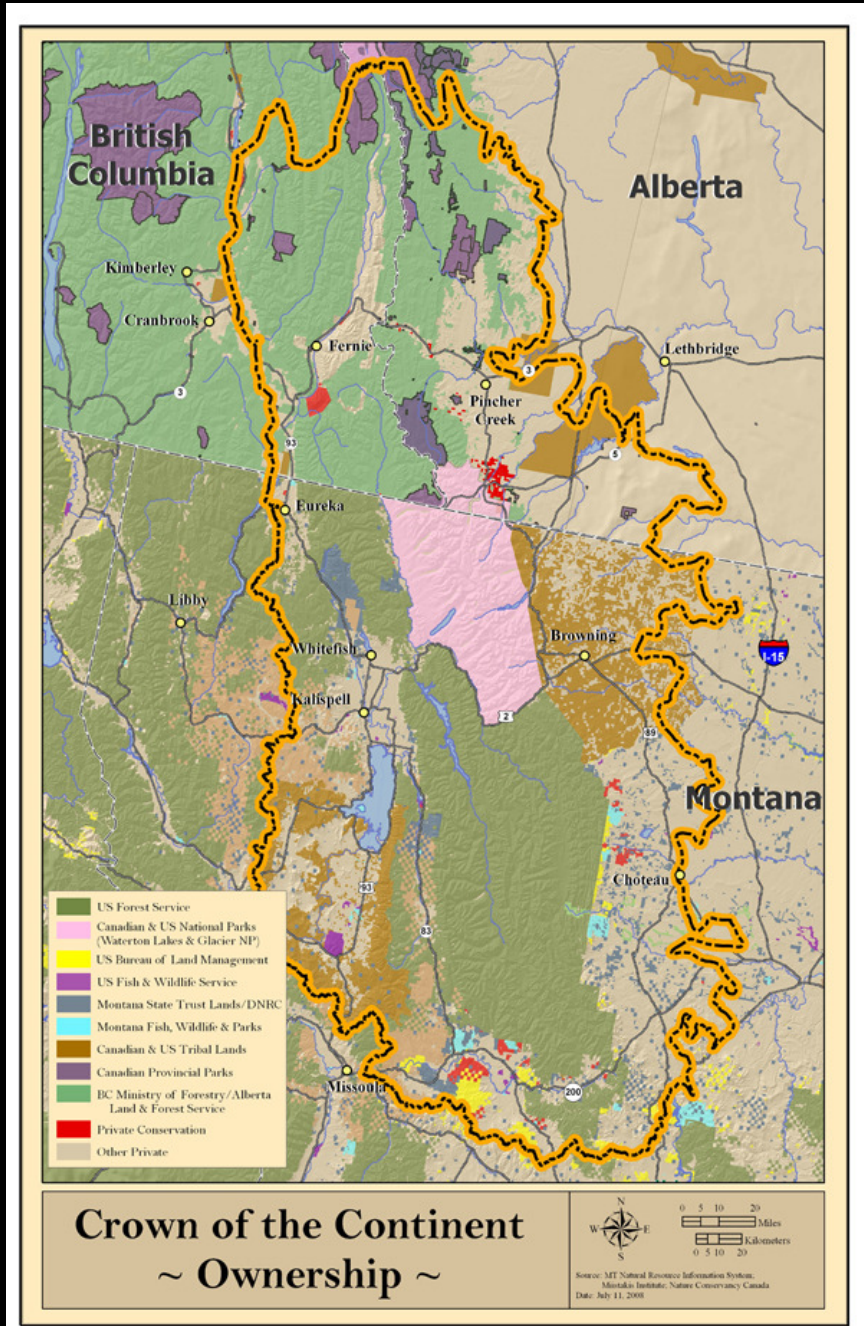 British
Columbia
Alberta
Kimberley
Cranbrook
Fernie
Lethbridge
3
3
Pincher
Creek
93
5
Eureka
Libby
Whitefish
Browning
I-15
Kalispell
2
89
Montana
Choteau
93
83
Missoula
200
US Forest Service
Canadian & US National Parks
(Waterton Lakes & Glacier NP)
US Bureau of Land Management
US Fish & Wildlife Service
Montana State Trust Lands/DNRC
Montana Fish, Wildlife & Parks
Canadian & US Tribal Lands
Canadian Provincial Parks
BC Ministry of Forestry/Alberta
Land & Forest Service
Private Conservation
Other Private
Crown of the Continent
~ Ownership ~
N
W E
S
0 5 10 20
Miles
Kilometers
0 5 10 20
Source: MT Natural Resource Information System,
Miistakis Institute, Nature Conservancy Canada
Date: July 11, 2008